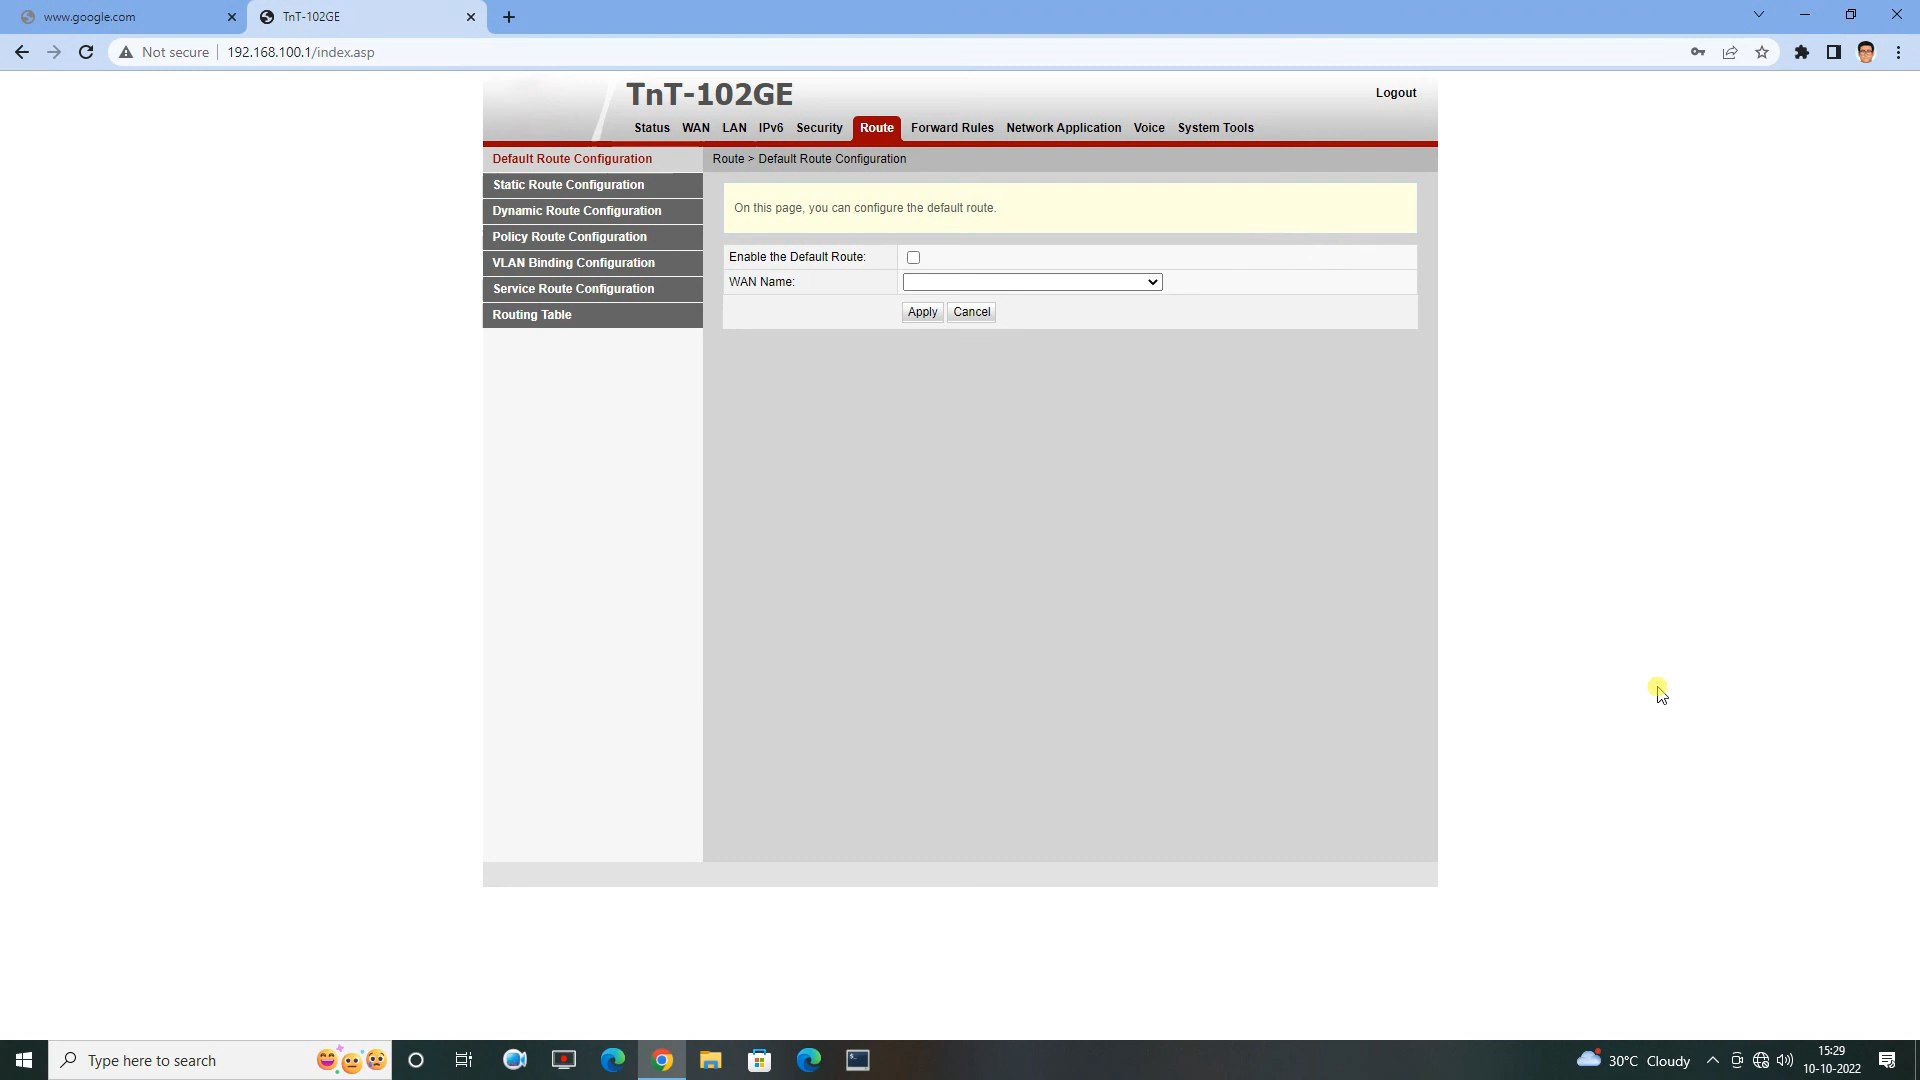 www.google.com
TnT-102GE
Not secure
192.168.100.1/index.asp
TnT-102GE
Logout
Status WAN LAN IPv6 Security Route Forward Rules Network Application Voice System Tools
Default Route Configuration
Route > Default Route Configuration
Static Route Configuration
Dynamic Route Configuration
Policy Route Configuration
VLAN Binding Configuration
Service Route Configuration
Routing Table
On this page, you can configure the default route.
Enable the Default Route:
WAN Name:
Apply Cancel
Type here to search
30°C Cloudy
15:29
10-10-2022